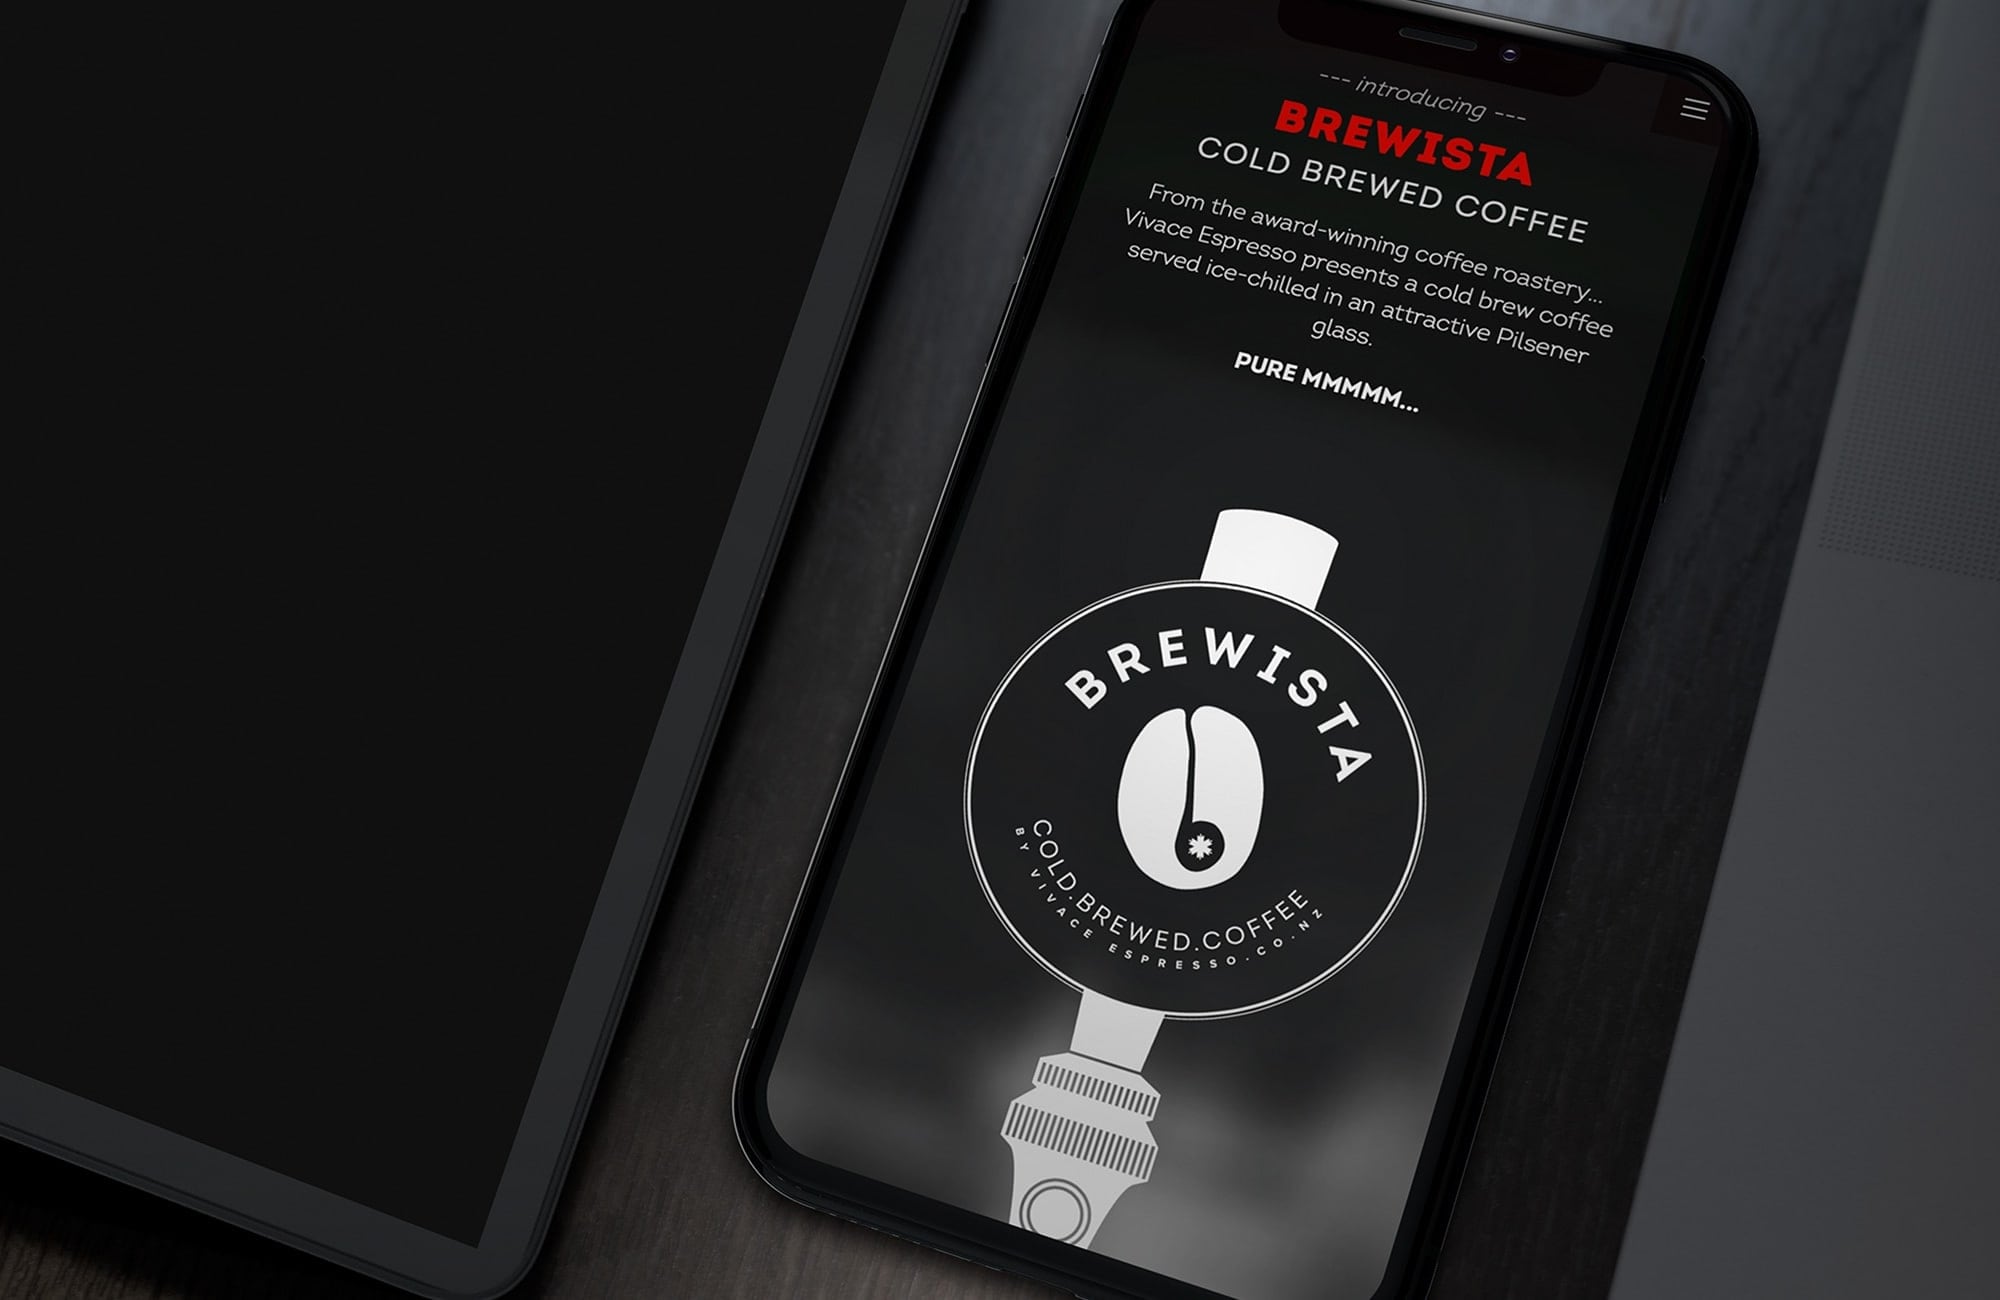 --- introducing ---
BREWISTA
COLD BREWED COFFEE
From the award-winning coffee roastery...
Vivace Espresso presents a cold brew coffee
served ice-chilled in an attractive Pilsener
glass.
PURE MMMMM...
BREWISTA
COLD.BREWED.COFFEE
BY VIVACE ESPRESSO.CO.NZ